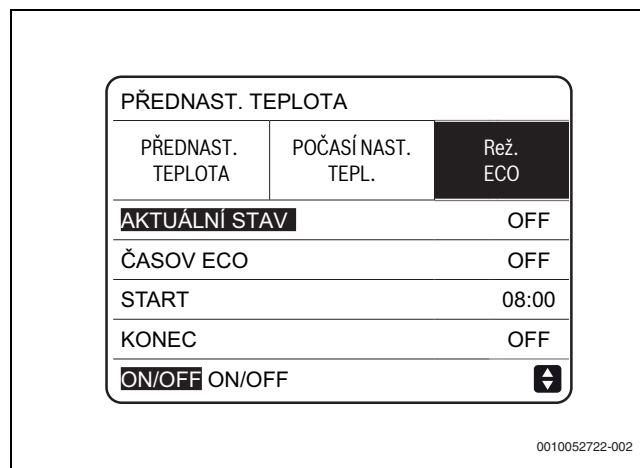 PŘEDNAST. TEPLOTA
PŘEDNAST.
TEPLOTA
POČASÍ NAST.
TEPL.
Rež.
ECO
AKTUÁLNÍ STAV OFF
ČASOV ECO OFF
START 08:00
KONEC OFF
ON/OFF ON/OFF
0010052722-002